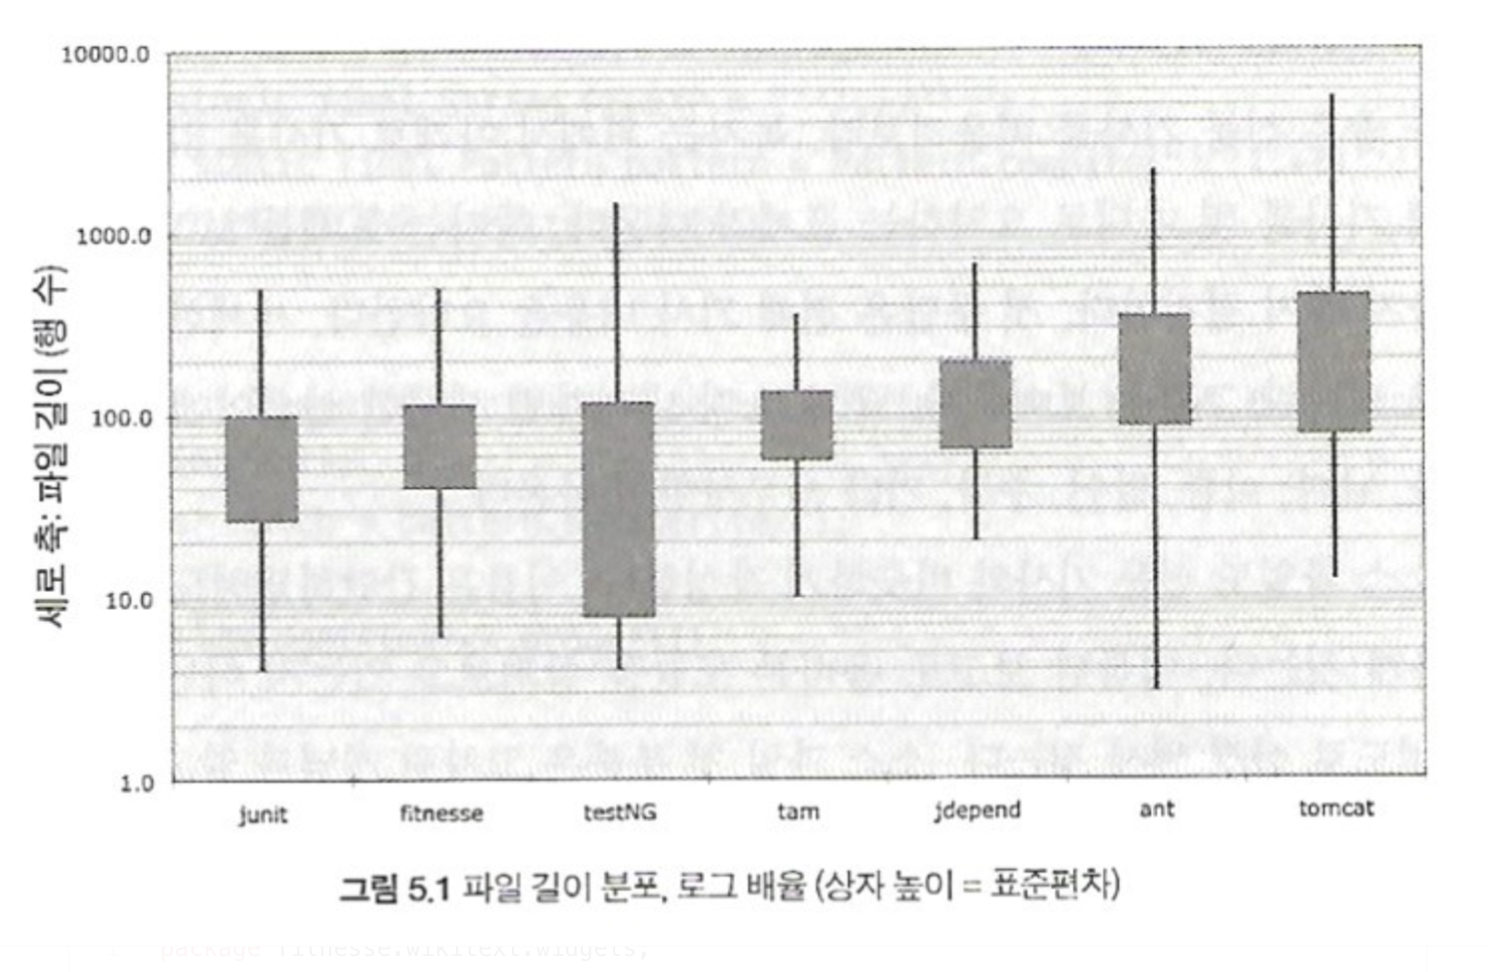 10000.0
1000.0
100.0
10.0
1.0
세로 축: 파일 길이 (행 수)
junit fitnesse testNG tam jdepend ant tomcat
그림 5.1 파일 길이 분포, 로그 배율 (상자 높이 = 표준편차)
package fitnesse.wikitext.widgets;